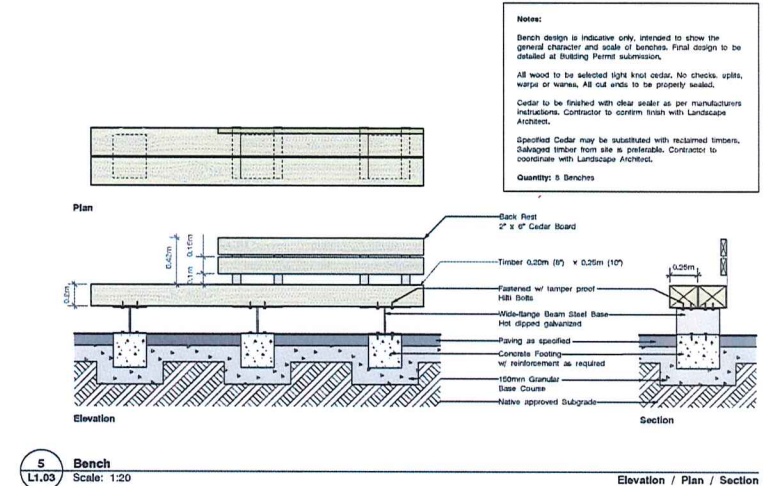 Notes:
Bench design is indicative only, intended to show the
general character and scale of benches. Final design to be
detailed at Building Permit submission.
All wood to be selected tight knot cedar. No checks, splits,
warps or wanes. All cut ends to be properly sealed.
Cedar to be finished with clear sealer as per manufacturers
instructions. Contractor to confirm finish with Landscape
Architect.
Specified Cedar may be substituted with reclaimed timbers.
Salvaged timber from site is preferable. Contractor to
coordinate with Landscape Architect.
Quantity: 8 Benches
Plan
Back Rest
2" x 6" Cedar Board
0.42m
0.15m
0.1m
0.2m
Timber 0.20m (8") x 0.25m (10")
0.25m
Fastened w/ tamper proof
Hilti Bolts
Wide-flange Beam Steel Base
Hot dipped galvanized
Paving as specified
Concrete Footing
w/ reinforcement as required
150mm Granular
Base Course
Native approved Subgrade
Elevation
Section
5
L1.03
Bench
Scale: 1:20
Elevation / Plan / Section